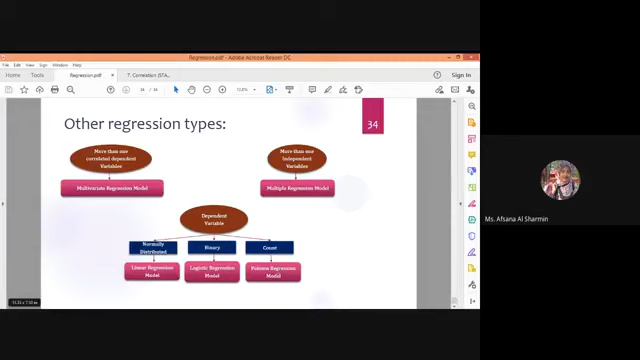 Regression.pdf - Adobe Acrobat Reader DC
File Edit View Sign Window Help
Home Tools Regression.pdf × 7. Correlation (STA... Sign In
34 / 34
Other regression types:
34
More than one
correlated dependent
Variables
Multivariate Regression Model
More than one
Independent
Variables
Multiple Regression Model
Dependent
Variable
Normally
Distributed
Binary
Count
Linear Regression
Model
Logistic Regression
Model
Poisson Regression
Model
Ms. Afsana Al Sharmin